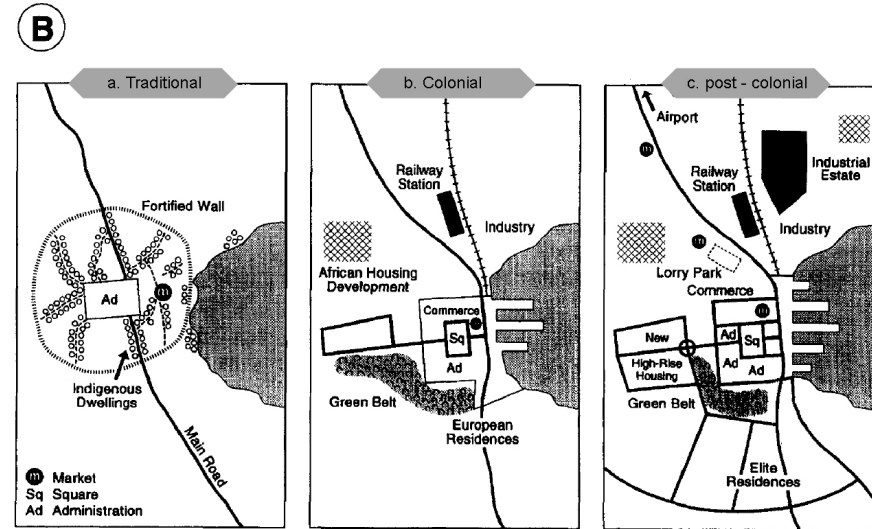 B
a. Traditional
Fortified Wall
Ad
m
Indigenous
Dwellings
Main Road
m Market
Sq Square
Ad Administration
b. Colonial
Railway
Station
Industry
African Housing
Development
Commerce
m
Sq
Ad
Green Belt
European
Residences
c. post - colonial
Airport
m
Railway
Station
Industrial
Estate
Industry
m
Lorry Park
Commerce
m
New
High-Rise
Housing
Ad
Sq
Ad
Ad
Green Belt
Elite
Residences